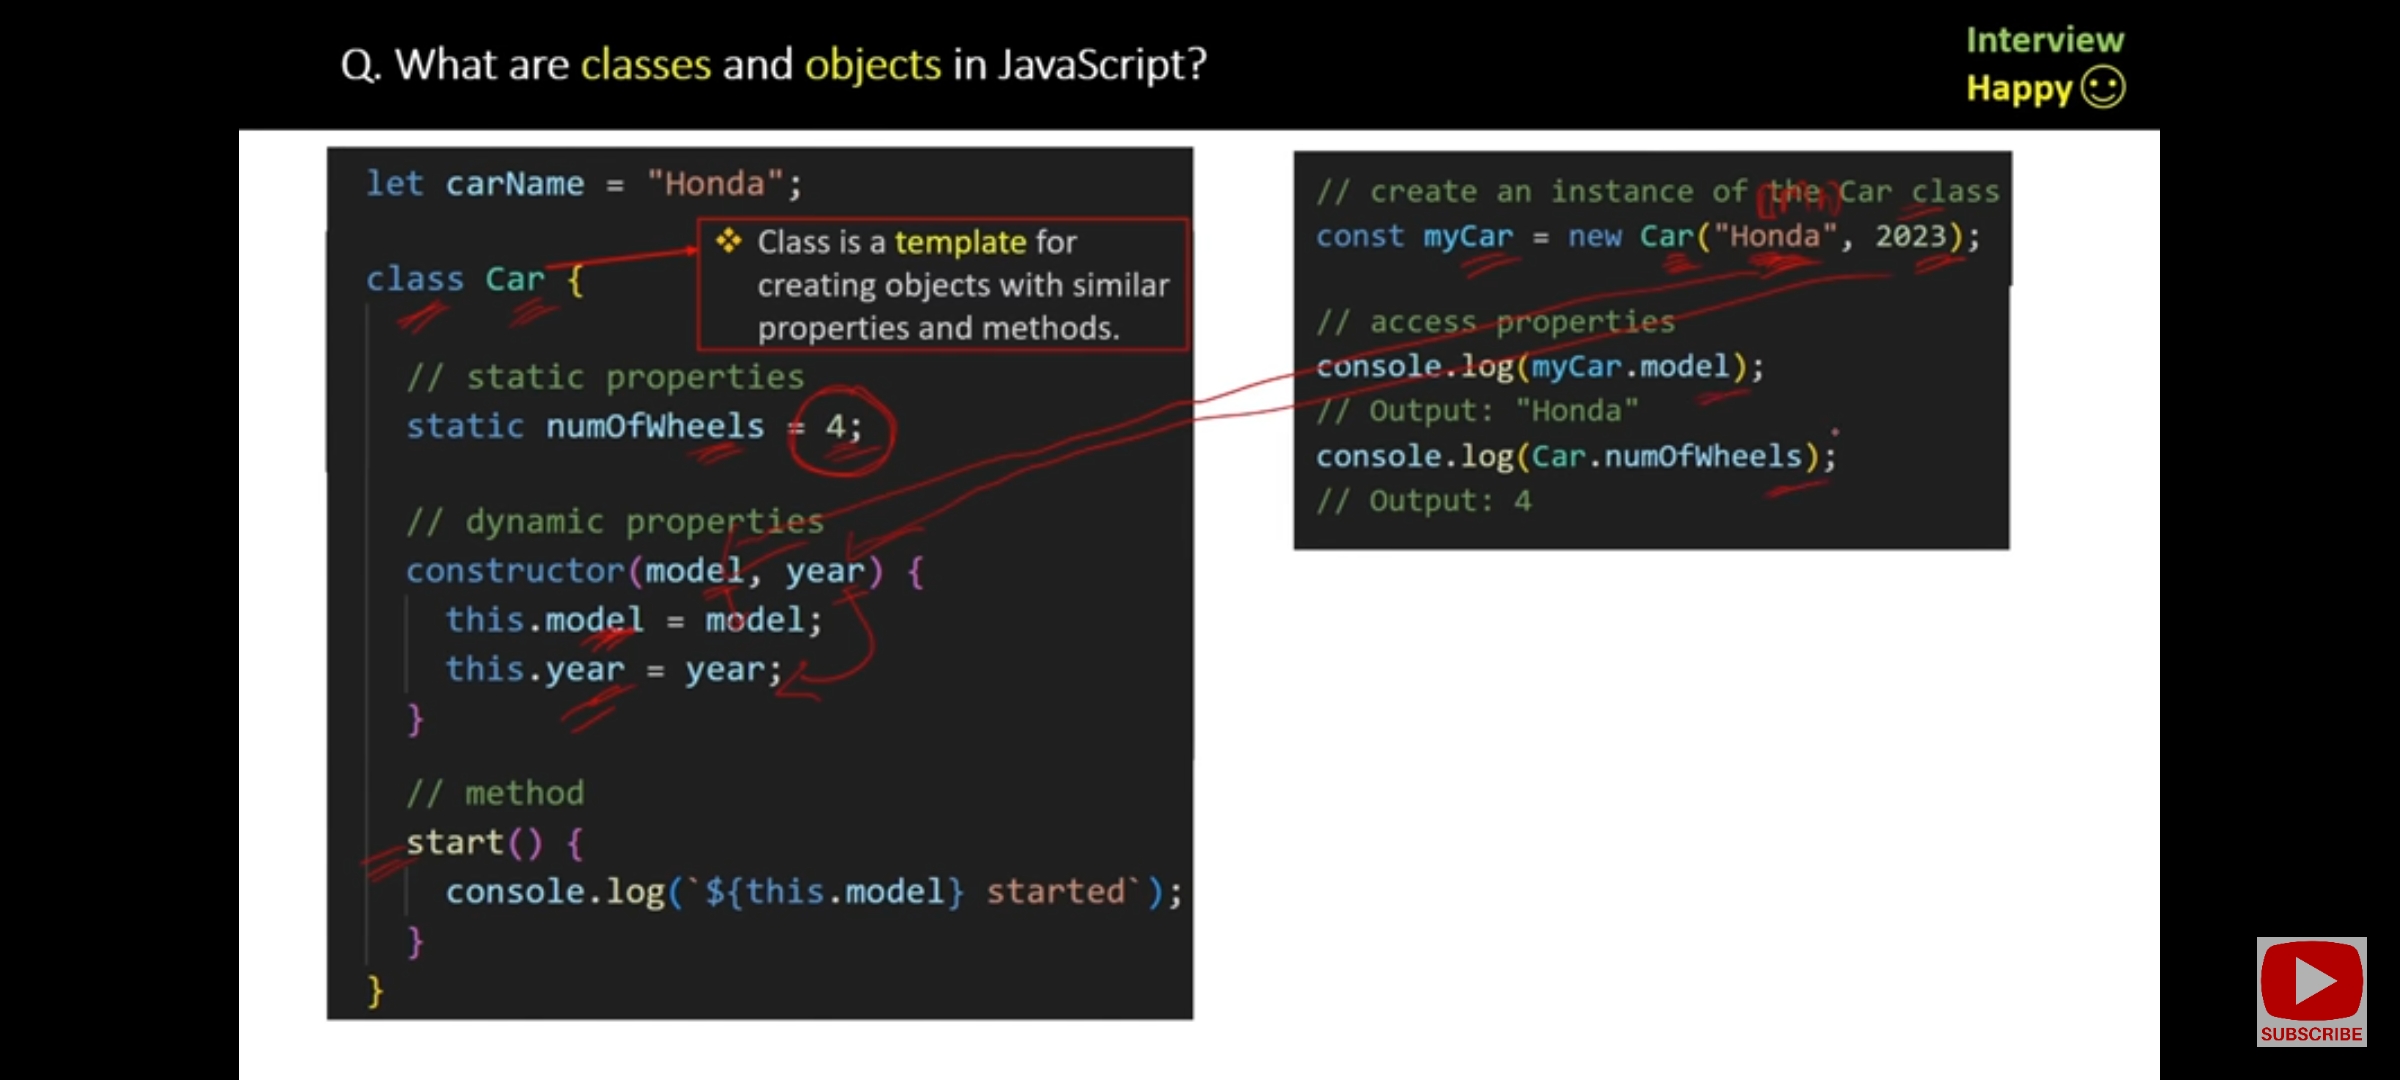 Q. What are classes and objects in JavaScript?
Interview
Happy
let carName = "Honda";
class Car {
❖ Class is a template for
creating objects with similar
properties and methods.
// static properties
static numOfWheels = 4;
// dynamic properties
constructor(model, year) {
this.model = model;
this.year = year;
}
// method
start() {
console.log(`${this.model} started`);
}
}
// create an instance of the Car class
const myCar = new Car("Honda", 2023);
// access properties
console.log(myCar.model);
// Output: "Honda"
console.log(Car.numOfWheels);
// Output: 4
SUBSCRIBE